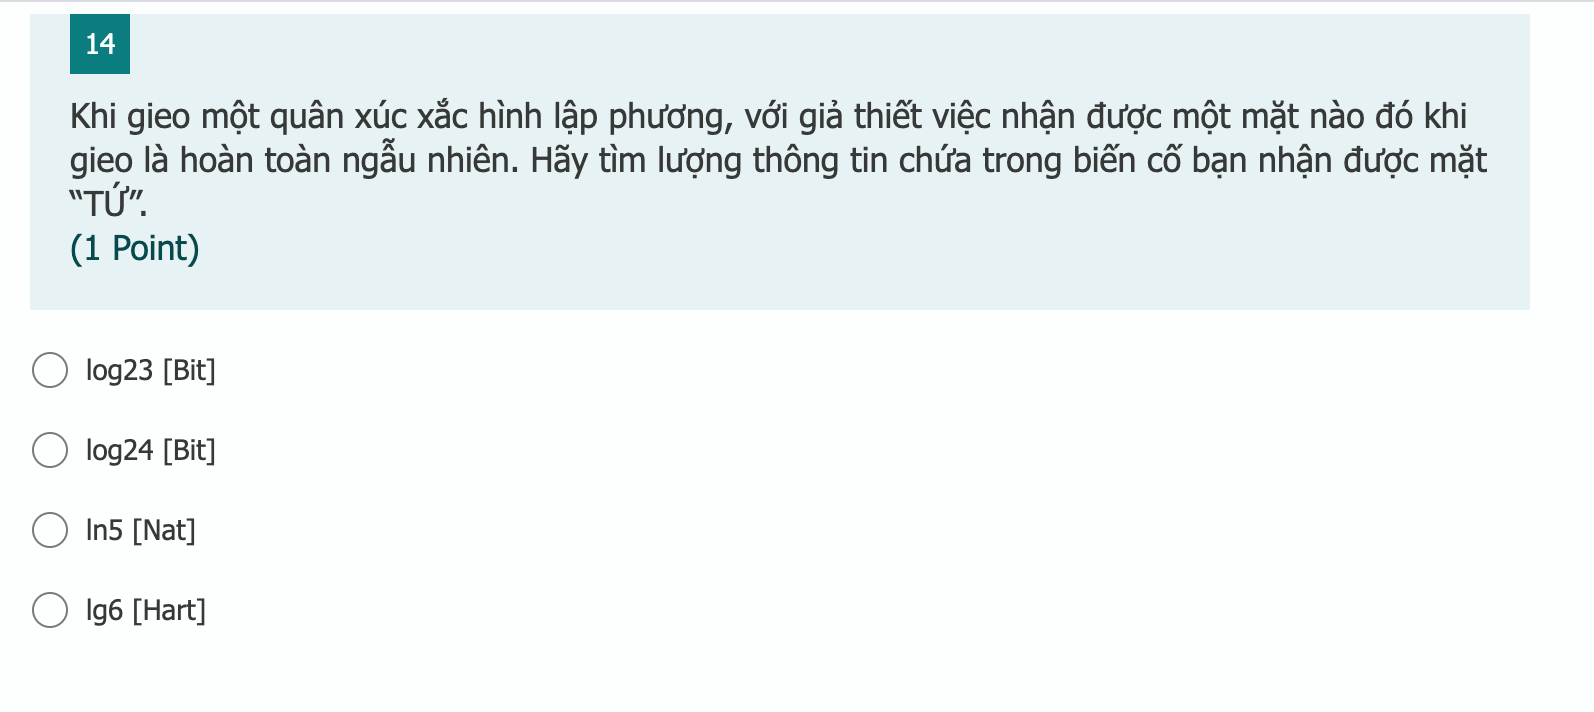 14
Khi gieo một quân xúc xắc hình lập phương, với giả thiết việc nhận được một mặt nào đó khi
gieo là hoàn toàn ngẫu nhiên. Hãy tìm lượng thông tin chứa trong biến cố bạn nhận được mặt
“TỨ”.
(1 Point)
log23 [Bit]
log24 [Bit]
ln5 [Nat]
lg6 [Hart]